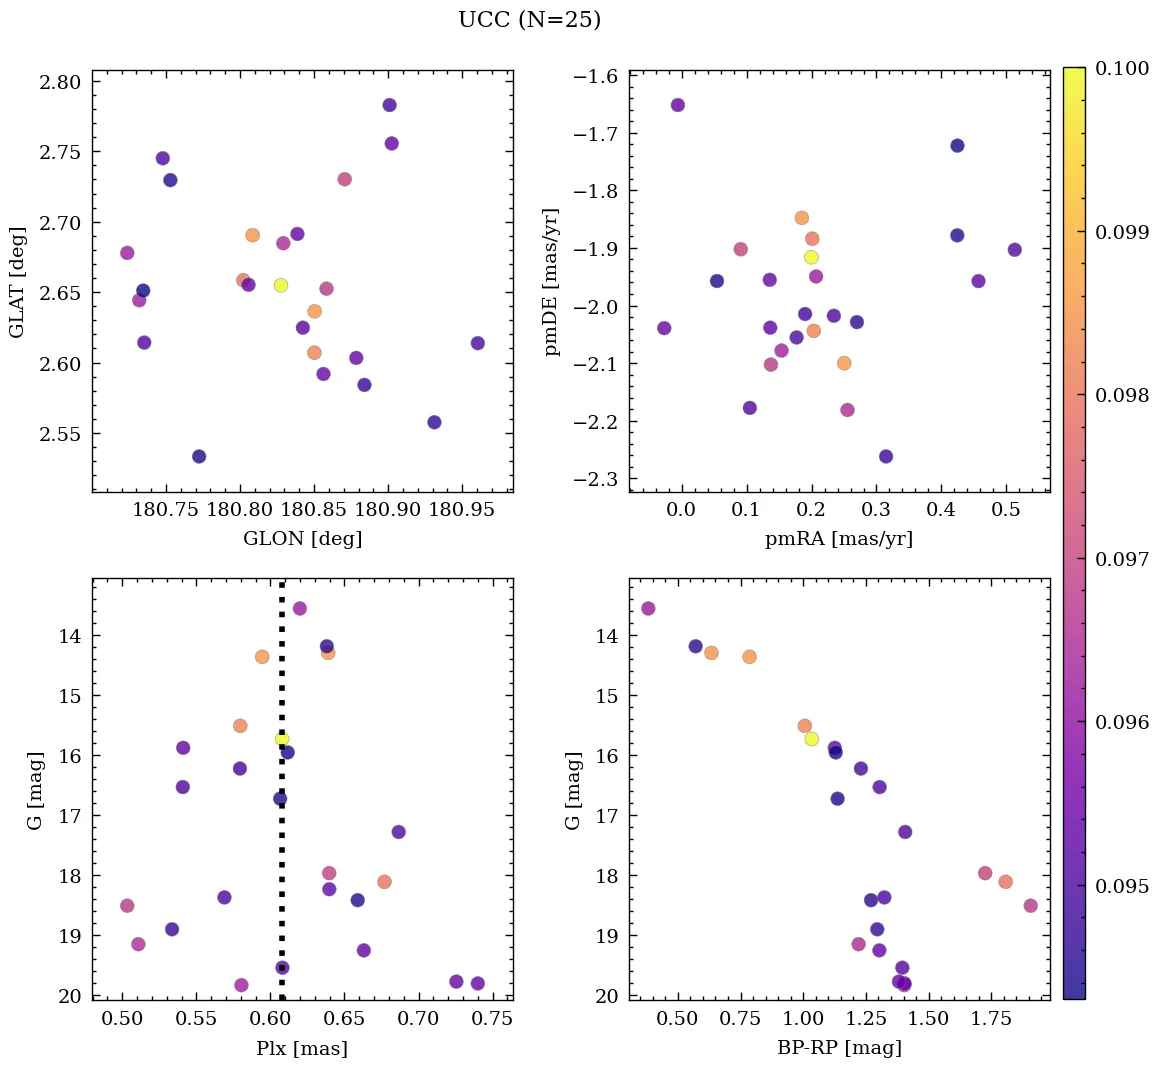 UCC (N=25)
2.80
2.75
2.70
2.65
2.60
2.55
GLAT [deg]
180.75 180.80 180.85 180.90 180.95
GLON [deg]
−1.6
−1.7
−1.8
−1.9
−2.0
−2.1
−2.2
−2.3
pmDE [mas/yr]
0.0 0.1 0.2 0.3 0.4 0.5
pmRA [mas/yr]
14
15
16
17
18
19
20
G [mag]
0.50 0.55 0.60 0.65 0.70 0.75
Plx [mas]
14
15
16
17
18
19
20
G [mag]
0.50 0.75 1.00 1.25 1.50 1.75
BP-RP [mag]
0.100
0.099
0.098
0.097
0.096
0.095